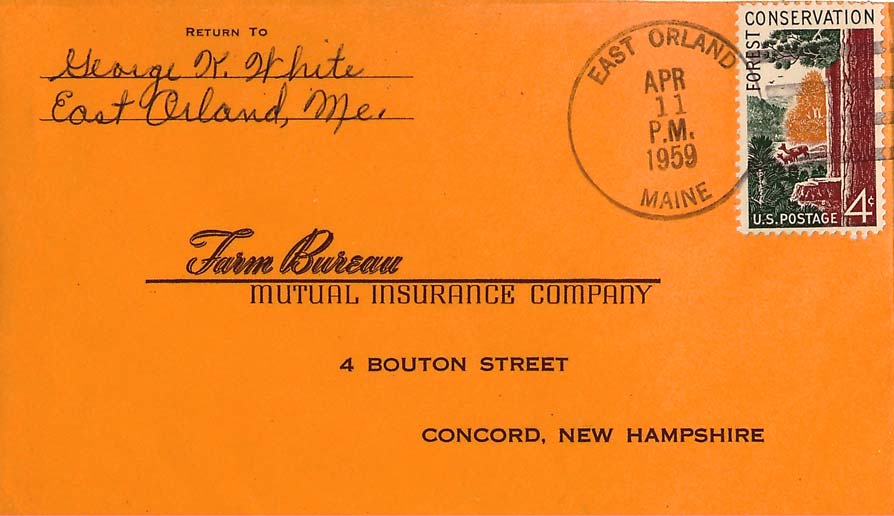 RETURN TO
George K. White
East Orland, Me.
EAST ORLAND
APR
11
P.M.
1959
MAINE
FOREST CONSERVATION
U.S. POSTAGE 4¢
Farm Bureau
MUTUAL INSURANCE COMPANY
4 BOUTON STREET
CONCORD, NEW HAMPSHIRE